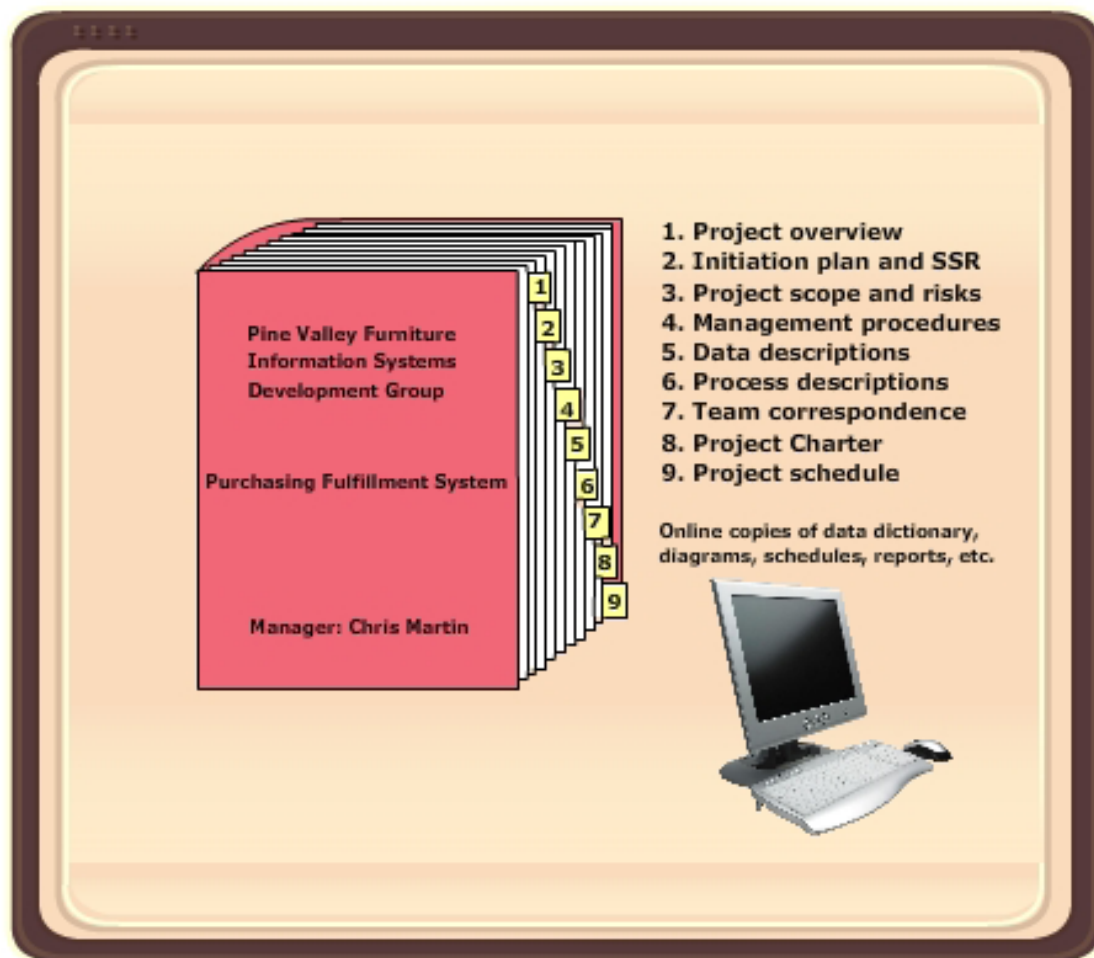 Pine Valley Furniture
Information Systems
Development Group
Purchasing Fulfillment System
Manager: Chris Martin
1
2
3
4
5
6
7
8
9
1. Project overview
2. Initiation plan and SSR
3. Project scope and risks
4. Management procedures
5. Data descriptions
6. Process descriptions
7. Team correspondence
8. Project Charter
9. Project schedule
Online copies of data dictionary,
diagrams, schedules, reports, etc.